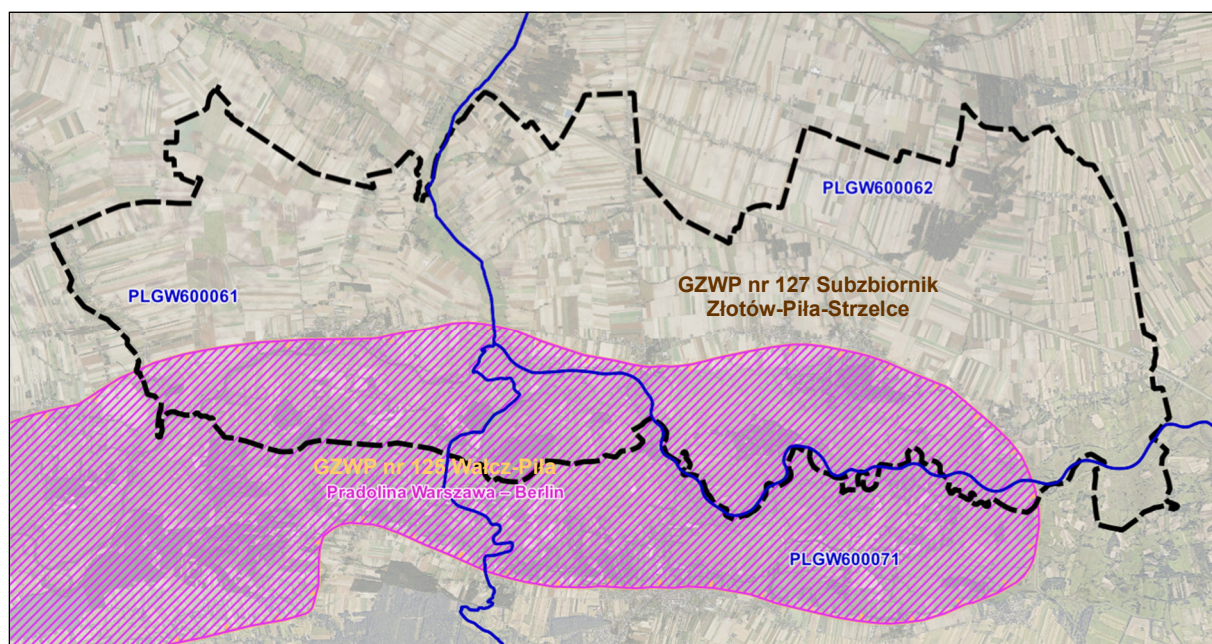 PLGW600062
GZWP nr 127 Subzbiornik
Złotów-Piła-Strzelce
PLGW600061
GZWP nr 125 Wałcz-Piła
Pradolina Warszawa – Berlin
PLGW600071